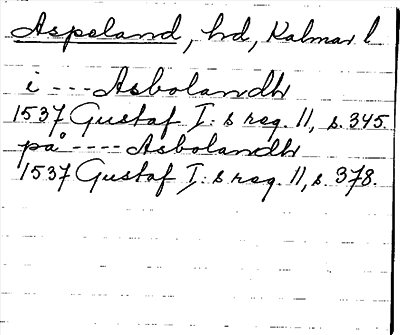 Aspeland, hd, Kalmar l
i --- Asbolandh
1537 Gustaf I:s reg. 11, s. 345.
på ---- Asbolandh
1537 Gustaf I:s reg. 11, s. 378.